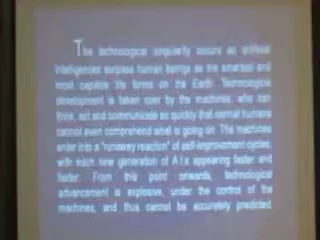 The technological singularity occurs as artificial
intelligences surpass human beings as the smartest and
most capable life forms on the Earth. Technological
development is taken over by the machines, who can
think, act and communicate so quickly that normal humans
cannot even comprehend what is going on. The machines
enter into a "runaway reaction" of self-improvement cycles,
with each new generation of A.I.s appearing faster and
faster. From this point onwards, technological
advancement is explosive, under the control of the
machines, and thus cannot be accurately predicted.